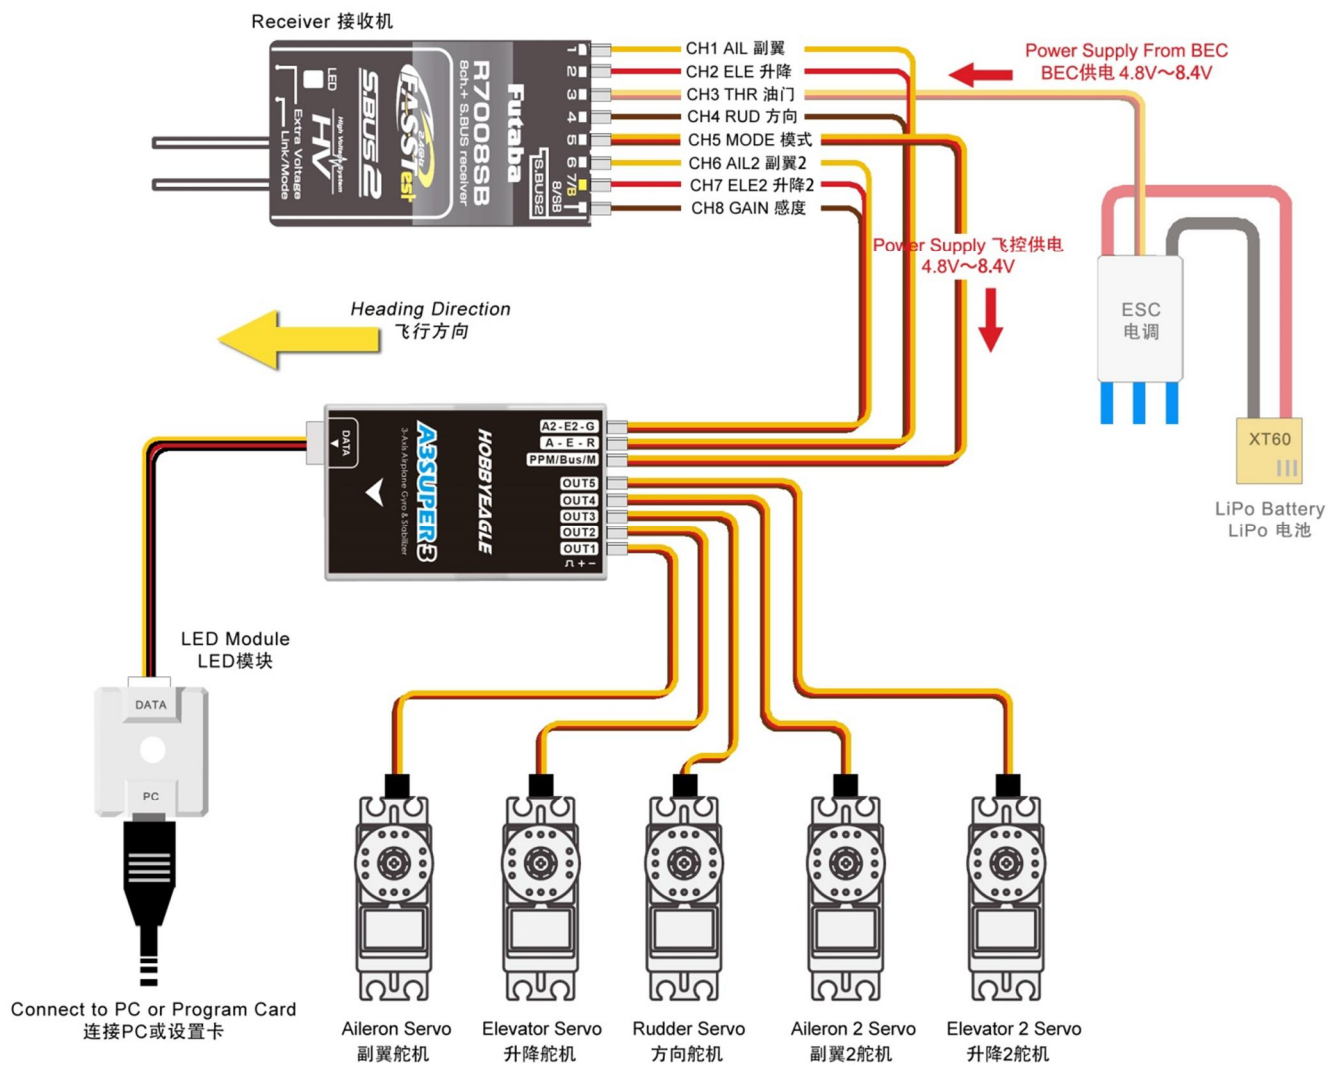 Receiver 接收机
LED
Extra Voltage
Link/Mode
HV
High Voltage System
S.BUS2
FASSTest
2.4GHz
R7008SB
8ch.+ S.BUS receiver
Futaba
S.BUS2
8/SB
1
2
3
4
5
6
7/B
CH1 AIL 副翼
CH2 ELE 升降
CH3 THR 油门
CH4 RUD 方向
CH5 MODE 模式
CH6 AIL2 副翼2
CH7 ELE2 升降2
CH8 GAIN 感度
Power Supply From BEC
BEC供电 4.8V～8.4V
Power Supply 飞控供电
4.8V～8.4V
ESC
电调
XT60
LiPo Battery
LiPo 电池
Heading Direction
飞行方向
DATA
A3SUPER3
3-Axis Airplane Gyro & Stabilizer
HOBBYEAGLE
A2-E2-G
A - E - R
PPM/Bus/M
OUT5
OUT4
OUT3
OUT2
OUT1
+ -
LED Module
LED模块
DATA
PC
Connect to PC or Program Card
连接PC或设置卡
Aileron Servo
副翼舵机
Elevator Servo
升降舵机
Rudder Servo
方向舵机
Aileron 2 Servo
副翼2舵机
Elevator 2 Servo
升降2舵机